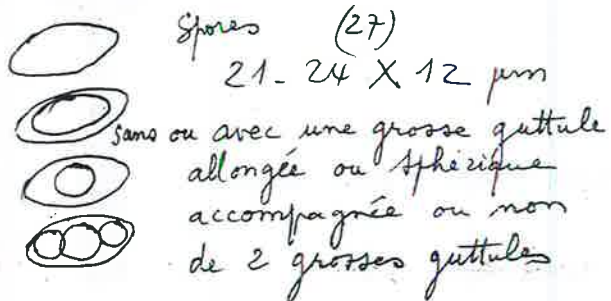 Spores (27)
21-24 X 12 µm
sans ou avec une grosse guttule
allongée ou sphérique
accompagnée ou non
de 2 grosses guttules